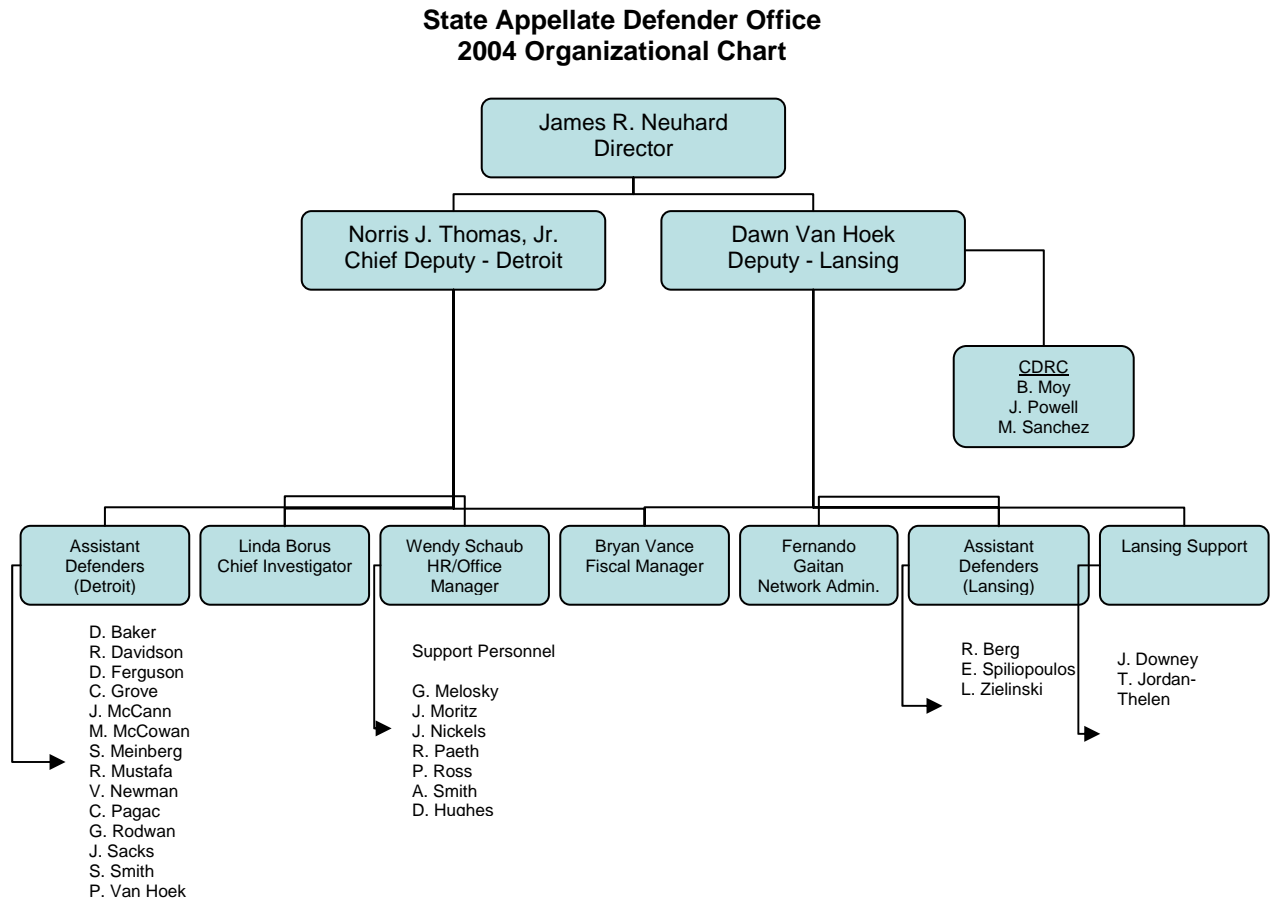 State Appellate Defender Office
2004 Organizational Chart
James R. Neuhard
Director
Norris J. Thomas, Jr.
Chief Deputy - Detroit
Dawn Van Hoek
Deputy - Lansing
CDRC
B. Moy
J. Powell
M. Sanchez
Assistant
Defenders
(Detroit)
Linda Borus
Chief Investigator
Wendy Schaub
HR/Office
Manager
Bryan Vance
Fiscal Manager
Fernando
Gaitan
Network Admin.
Assistant
Defenders
(Lansing)
Lansing Support
D. Baker
R. Davidson
D. Ferguson
C. Grove
J. McCann
M. McCowan
S. Meinberg
R. Mustafa
V. Newman
C. Pagac
G. Rodwan
J. Sacks
S. Smith
P. Van Hoek
Support Personnel
G. Melosky
J. Moritz
J. Nickels
R. Paeth
P. Ross
A. Smith
D. Hughes
R. Berg
E. Spiliopoulos
L. Zielinski
J. Downey
T. Jordan-
Thelen